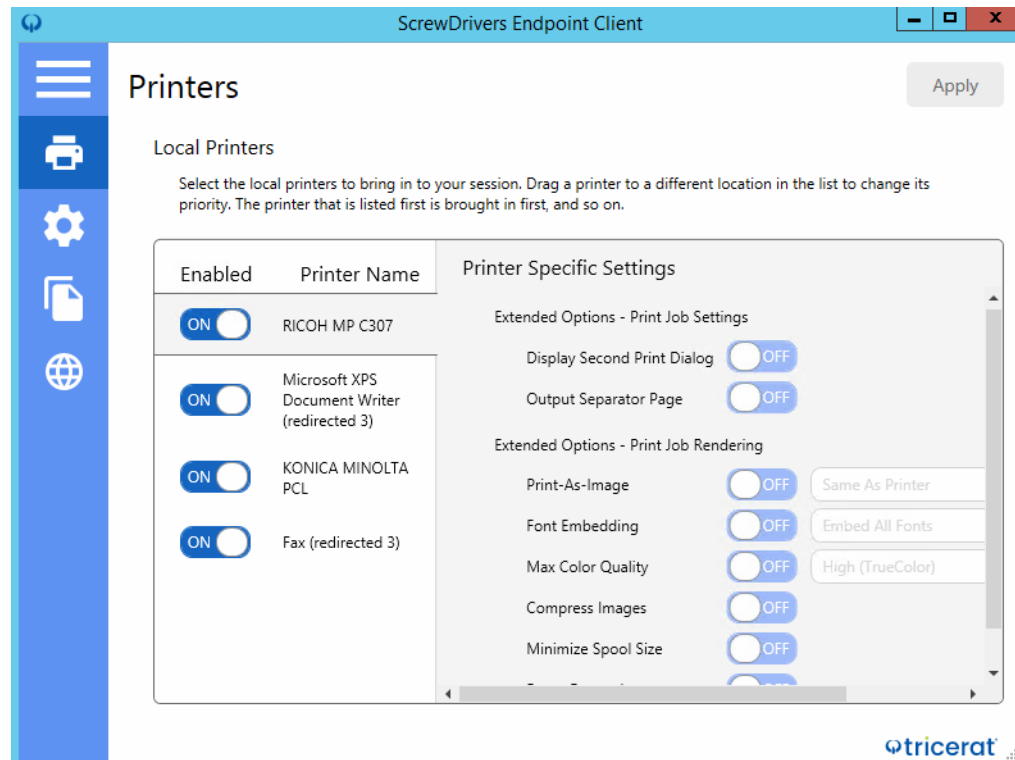 ScrewDrivers Endpoint Client
Printers
Apply
Local Printers
Select the local printers to bring in to your session. Drag a printer to a different location in the list to change its
priority. The printer that is listed first is brought in first, and so on.
Enabled Printer Name
ON RICOH MP C307
ON Microsoft XPS
Document Writer
(redirected 3)
ON KONICA MINOLTA
PCL
ON Fax (redirected 3)
Printer Specific Settings
Extended Options - Print Job Settings
Display Second Print Dialog OFF
Output Separator Page OFF
Extended Options - Print Job Rendering
Print-As-Image OFF Same As Printer
Font Embedding OFF Embed All Fonts
Max Color Quality OFF High (TrueColor)
Compress Images OFF
Minimize Spool Size OFF
tricerat